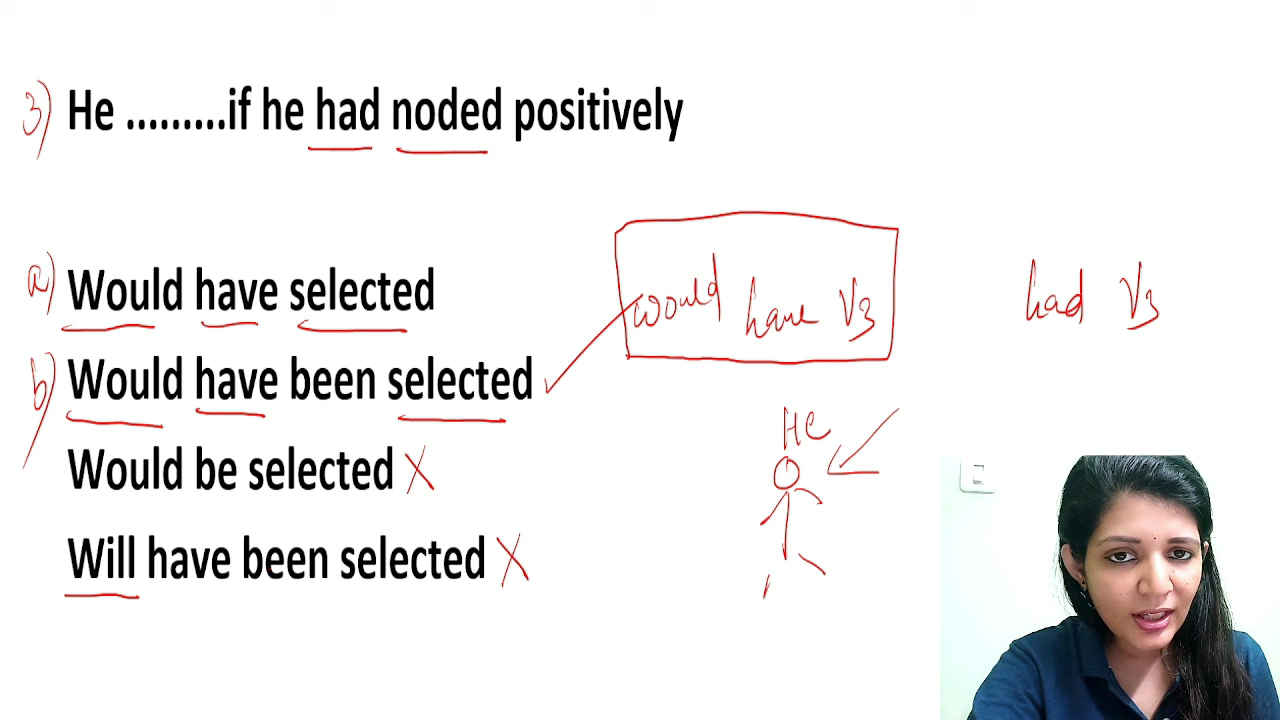 3) He .........if he had noded positively
a) Would have selected
would have V3
had V3
b) Would have been selected
He
Would be selected X
Will have been selected X